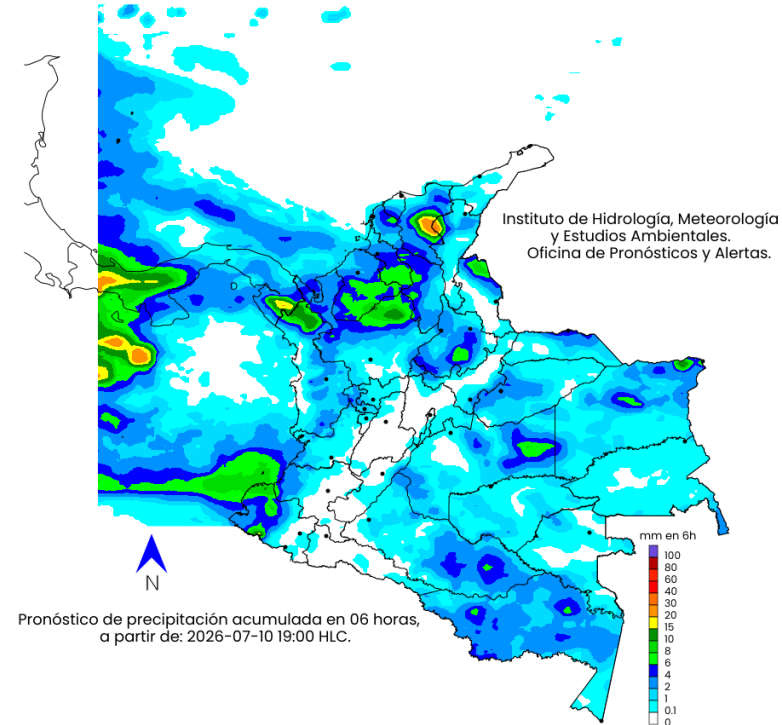 Instituto de Hidrología, Meteorología
y Estudios Ambientales.
Oficina de Pronósticos y Alertas.
mm en 6h
100
80
60
40
30
20
15
10
8
6
4
2
1
0.1
0
N
Pronóstico de precipitación acumulada en 06 horas,
a partir de: 2026-07-10 19:00 HLC.